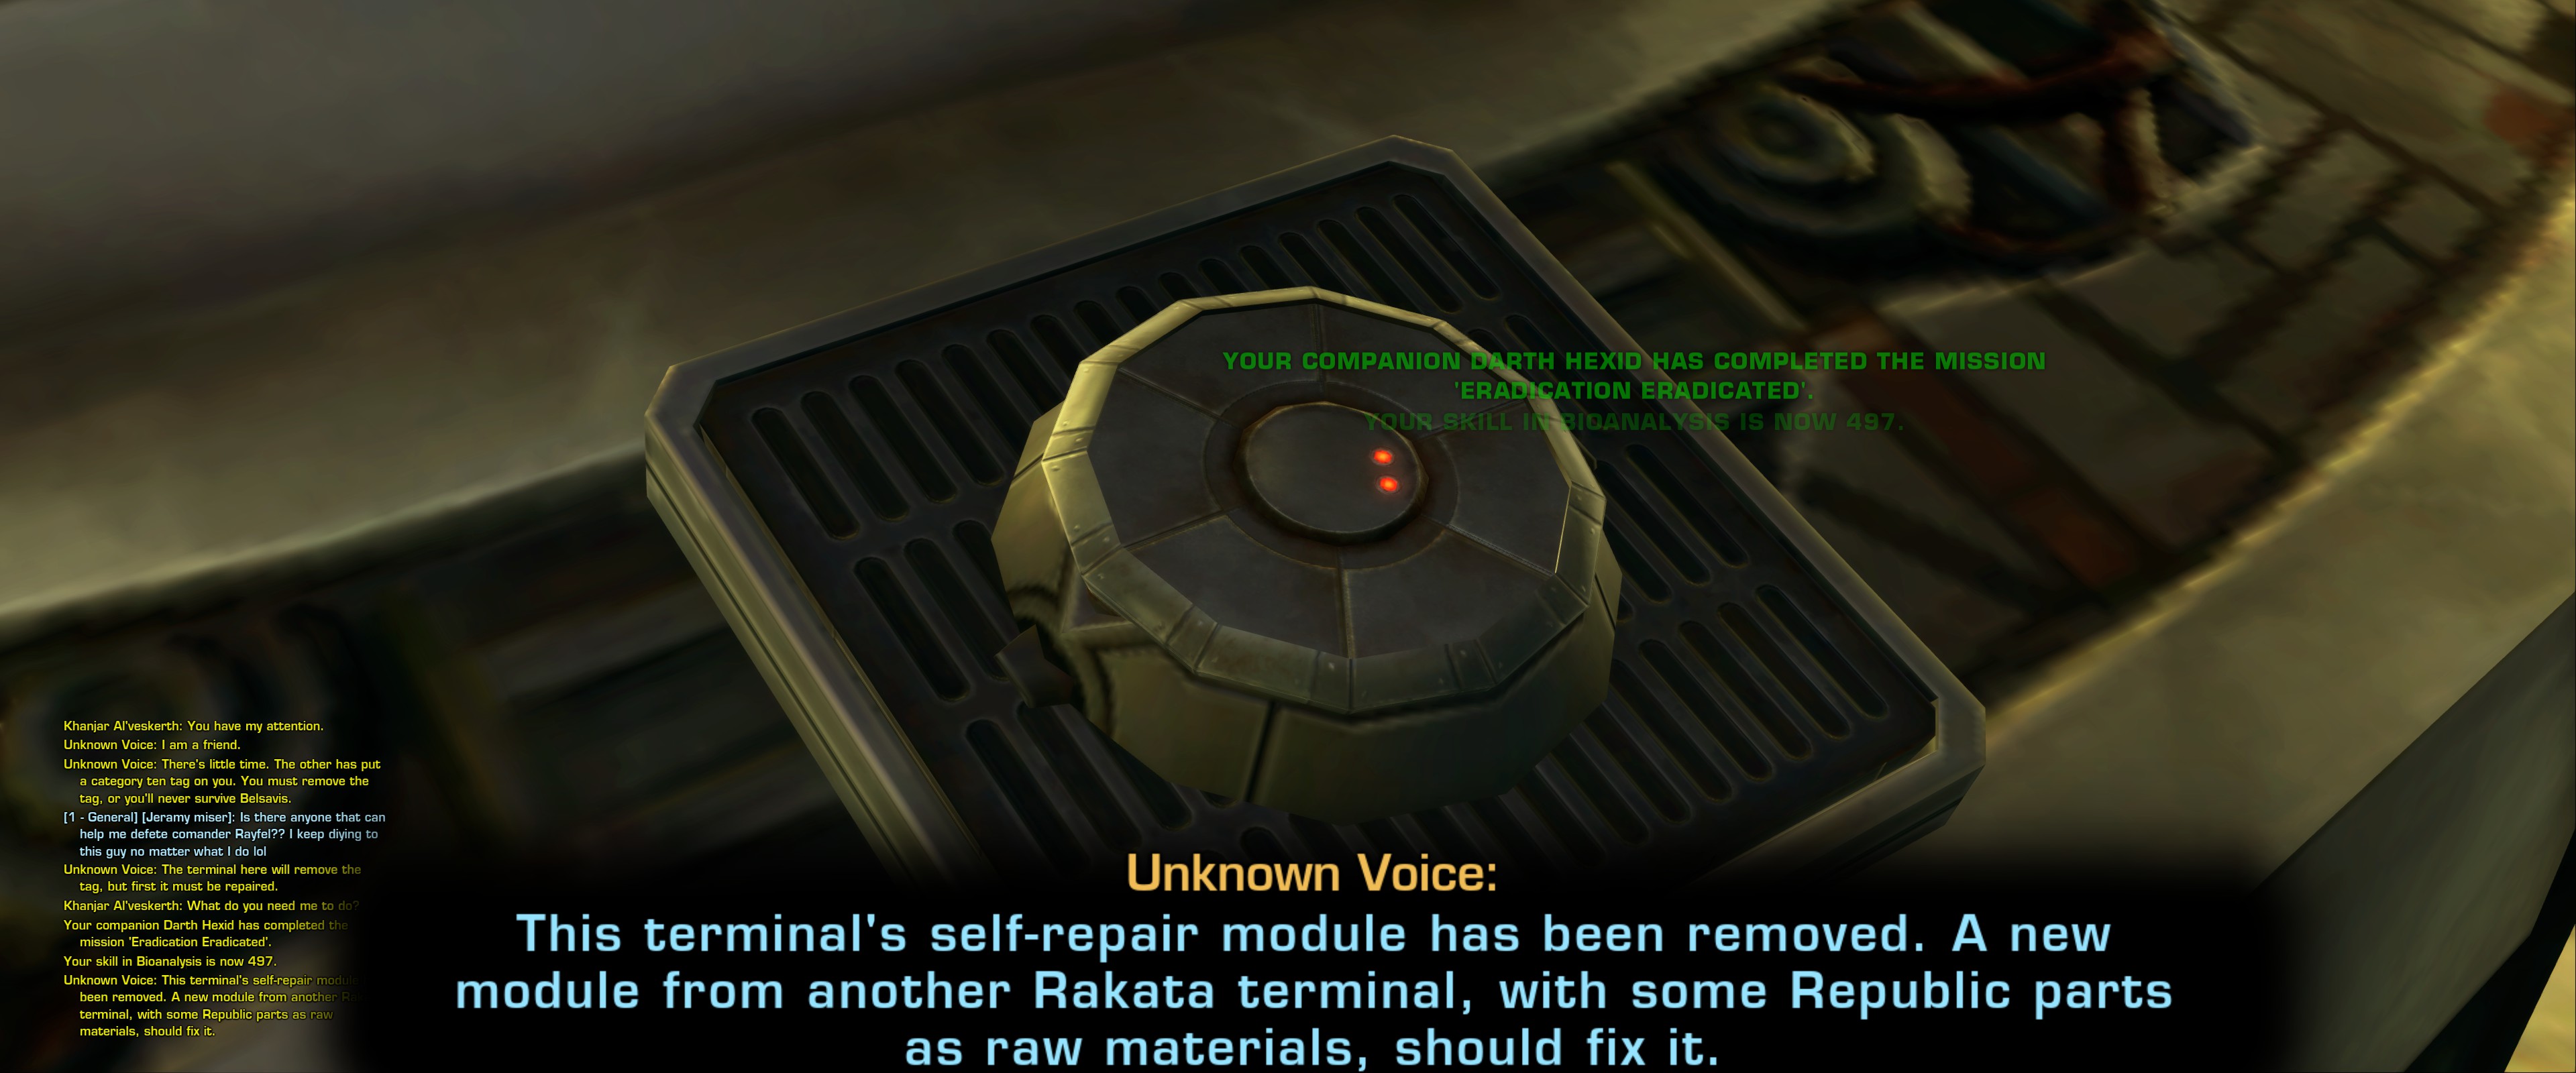 YOUR COMPANION DARTH HEXID HAS COMPLETED THE MISSION
'ERADICATION ERADICATED'.
YOUR SKILL IN BIOANALYSIS IS NOW 497.
Khanjar Al'veskerth: You have my attention.
Unknown Voice: I am a friend.
Unknown Voice: There's little time. The other has put
a category ten tag on you. You must remove the
tag, or you'll never survive Belsavis.
[1 - General] [Jeramy miser]: Is there anyone that can
help me defete comander Rayfel?? I keep diying to
this guy no matter what I do lol
Unknown Voice: The terminal here will remove the
tag, but first it must be repaired.
Khanjar Al'veskerth: What do you need me to do?
Your companion Darth Hexid has completed the
mission 'Eradication Eradicated'.
Your skill in Bioanalysis is now 497.
Unknown Voice: This terminal's self-repair module
been removed. A new module from another
terminal, with some Republic parts as raw
materials, should fix it.
Unknown Voice:
This terminal's self-repair module has been removed. A new
module from another Rakata terminal, with some Republic parts
as raw materials, should fix it.